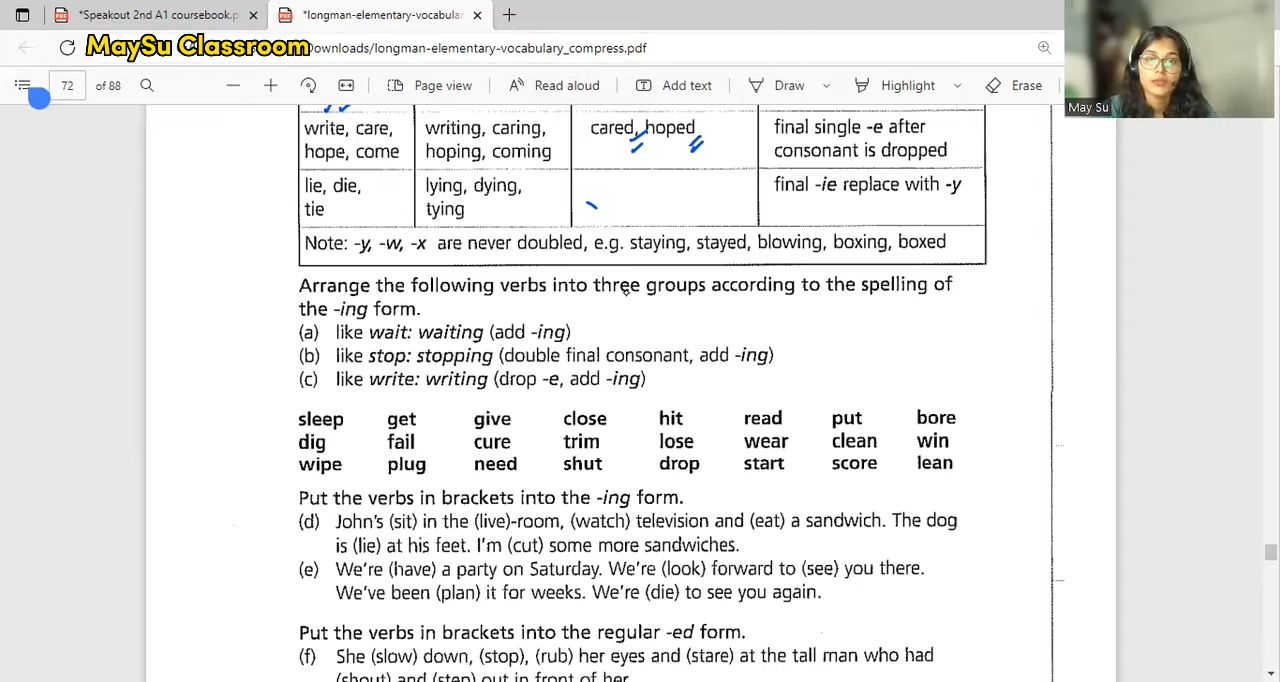 *Speakout 2nd A1 coursebook.p
*longman-elementary-vocabular
MaySu Classroom
Downloads/longman-elementary-vocabulary_compress.pdf
72 of 88
Page view
Read aloud
Add text
Draw
Highlight
Erase
May Su
write, care, writing, caring, cared, hoped final single -e after
hope, come hoping, coming consonant is dropped
lie, die, lying, dying, final -ie replace with -y
tie tying
Note: -y, -w, -x are never doubled, e.g. staying, stayed, blowing, boxing, boxed
Arrange the following verbs into three groups according to the spelling of
the -ing form.
(a) like wait: waiting (add -ing)
(b) like stop: stopping (double final consonant, add -ing)
(c) like write: writing (drop -e, add -ing)
sleep get give close hit read put bore
dig fail cure trim lose wear clean win
wipe plug need shut drop start score lean
Put the verbs in brackets into the -ing form.
(d) John's (sit) in the (live)-room, (watch) television and (eat) a sandwich. The dog
is (lie) at his feet. I'm (cut) some more sandwiches.
(e) We're (have) a party on Saturday. We're (look) forward to (see) you there.
We've been (plan) it for weeks. We're (die) to see you again.
Put the verbs in brackets into the regular -ed form.
(f) She (slow) down, (stop), (rub) her eyes and (stare) at the tall man who had
(shout) and (step) out in front of her.